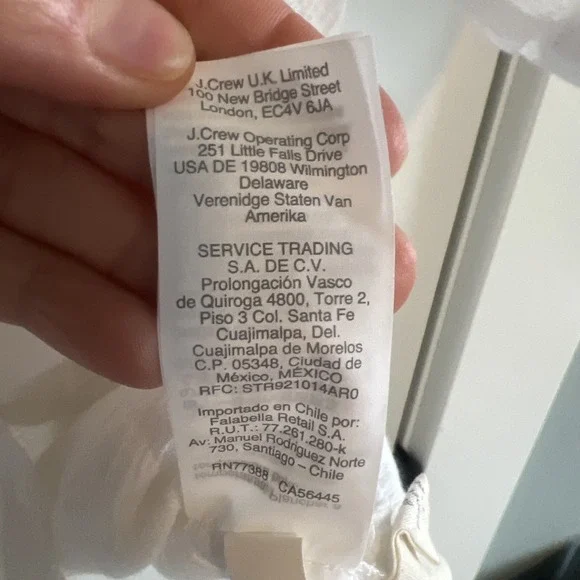 J.Crew U.K. Limited
100 New Bridge Street
London, EC4V 6JA
J.Crew Operating Corp
251 Little Falls Drive
USA DE 19808 Wilmington
Delaware
Verenidge Staten Van
Amerika
SERVICE TRADING
S.A. DE C.V.
Prolongación Vasco
de Quiroga 4800, Torre 2,
Piso 3 Col. Santa Fe
Cuajimalpa, Del.
Cuajimalpa de Morelos
C.P. 05348, Ciudad de
México, MÉXICO
RFC: STR921014AR0
Importado en Chile por:
Falabella Retail S.A.
R.U.T.: 77.261.280-k
Av: Manuel Rodriguez Norte
730, Santiago – Chile
RN77388 CA56445